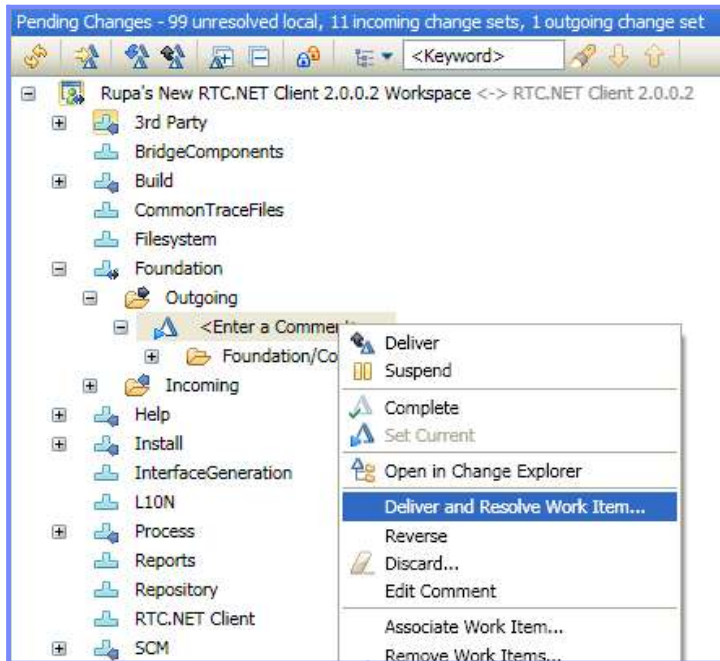 Pending Changes - 99 unresolved local, 11 incoming change sets, 1 outgoing change set
<Keyword>
Rupa's New RTC.NET Client 2.0.0.2 Workspace <-> RTC.NET Client 2.0.0.2
3rd Party
BridgeComponents
Build
CommonTraceFiles
Filesystem
Foundation
Outgoing
<Enter a Comment
Foundation/Co
Incoming
Help
Install
InterfaceGeneration
L10N
Process
Reports
Repository
RTC.NET Client
SCM
Deliver
Suspend
Complete
Set Current
Open in Change Explorer
Deliver and Resolve Work Item...
Reverse
Discard...
Edit Comment
Associate Work Item...
Remove Work Items...